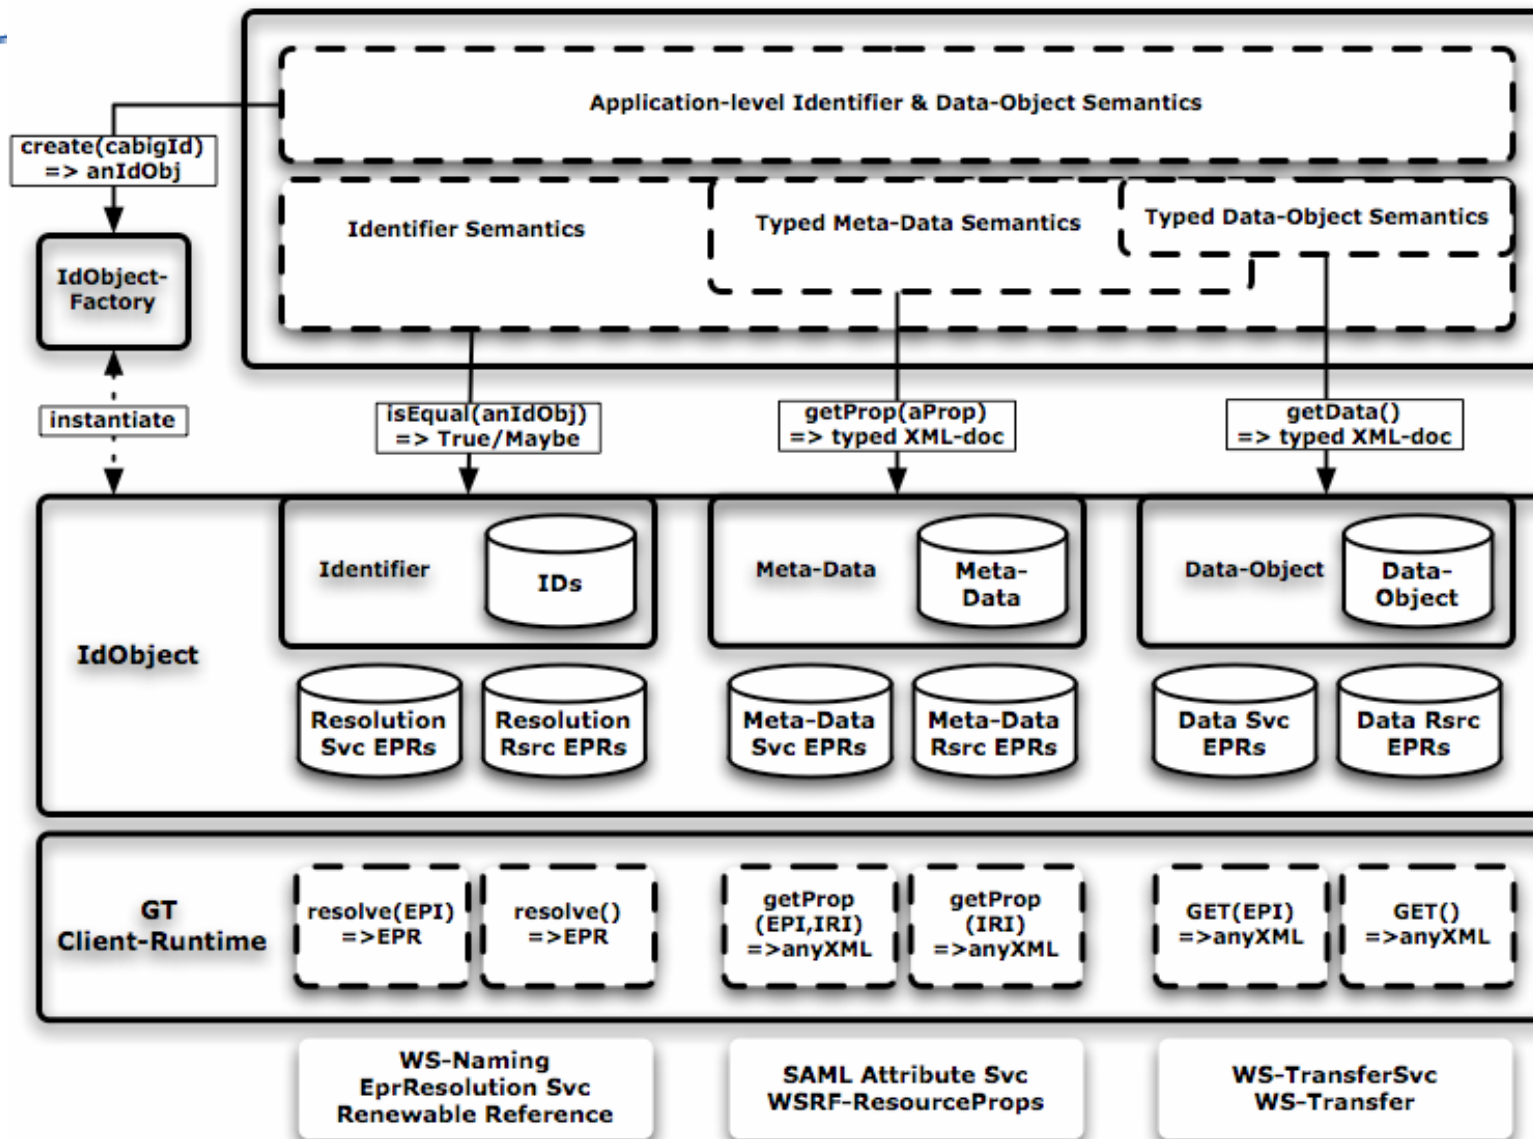 Application-level Identifier & Data-Object Semantics
create(cabigId)
=> anIdObj
Identifier Semantics
Typed Meta-Data Semantics
Typed Data-Object Semantics
IdObject-
Factory
instantiate
isEqual(anIdObj)
=> True/Maybe
getProp(aProp)
=> typed XML-doc
getData()
=> typed XML-doc
IdObject
Identifier
IDs
Meta-Data
Meta-
Data
Data-Object
Data-
Object
Resolution
Svc EPRs
Resolution
Rsrc EPRs
Meta-Data
Svc EPRs
Meta-Data
Rsrc EPRs
Data Svc
EPRs
Data Rsrc
EPRs
GT
Client-Runtime
resolve(EPI)
=>EPR
resolve()
=>EPR
getProp
(EPI,IRI)
=>anyXML
getProp
(IRI)
=>anyXML
GET(EPI)
=>anyXML
GET()
=>anyXML
WS-Naming
EprResolution Svc
Renewable Reference
SAML Attribute Svc
WSRF-ResourceProps
WS-TransferSvc
WS-Transfer